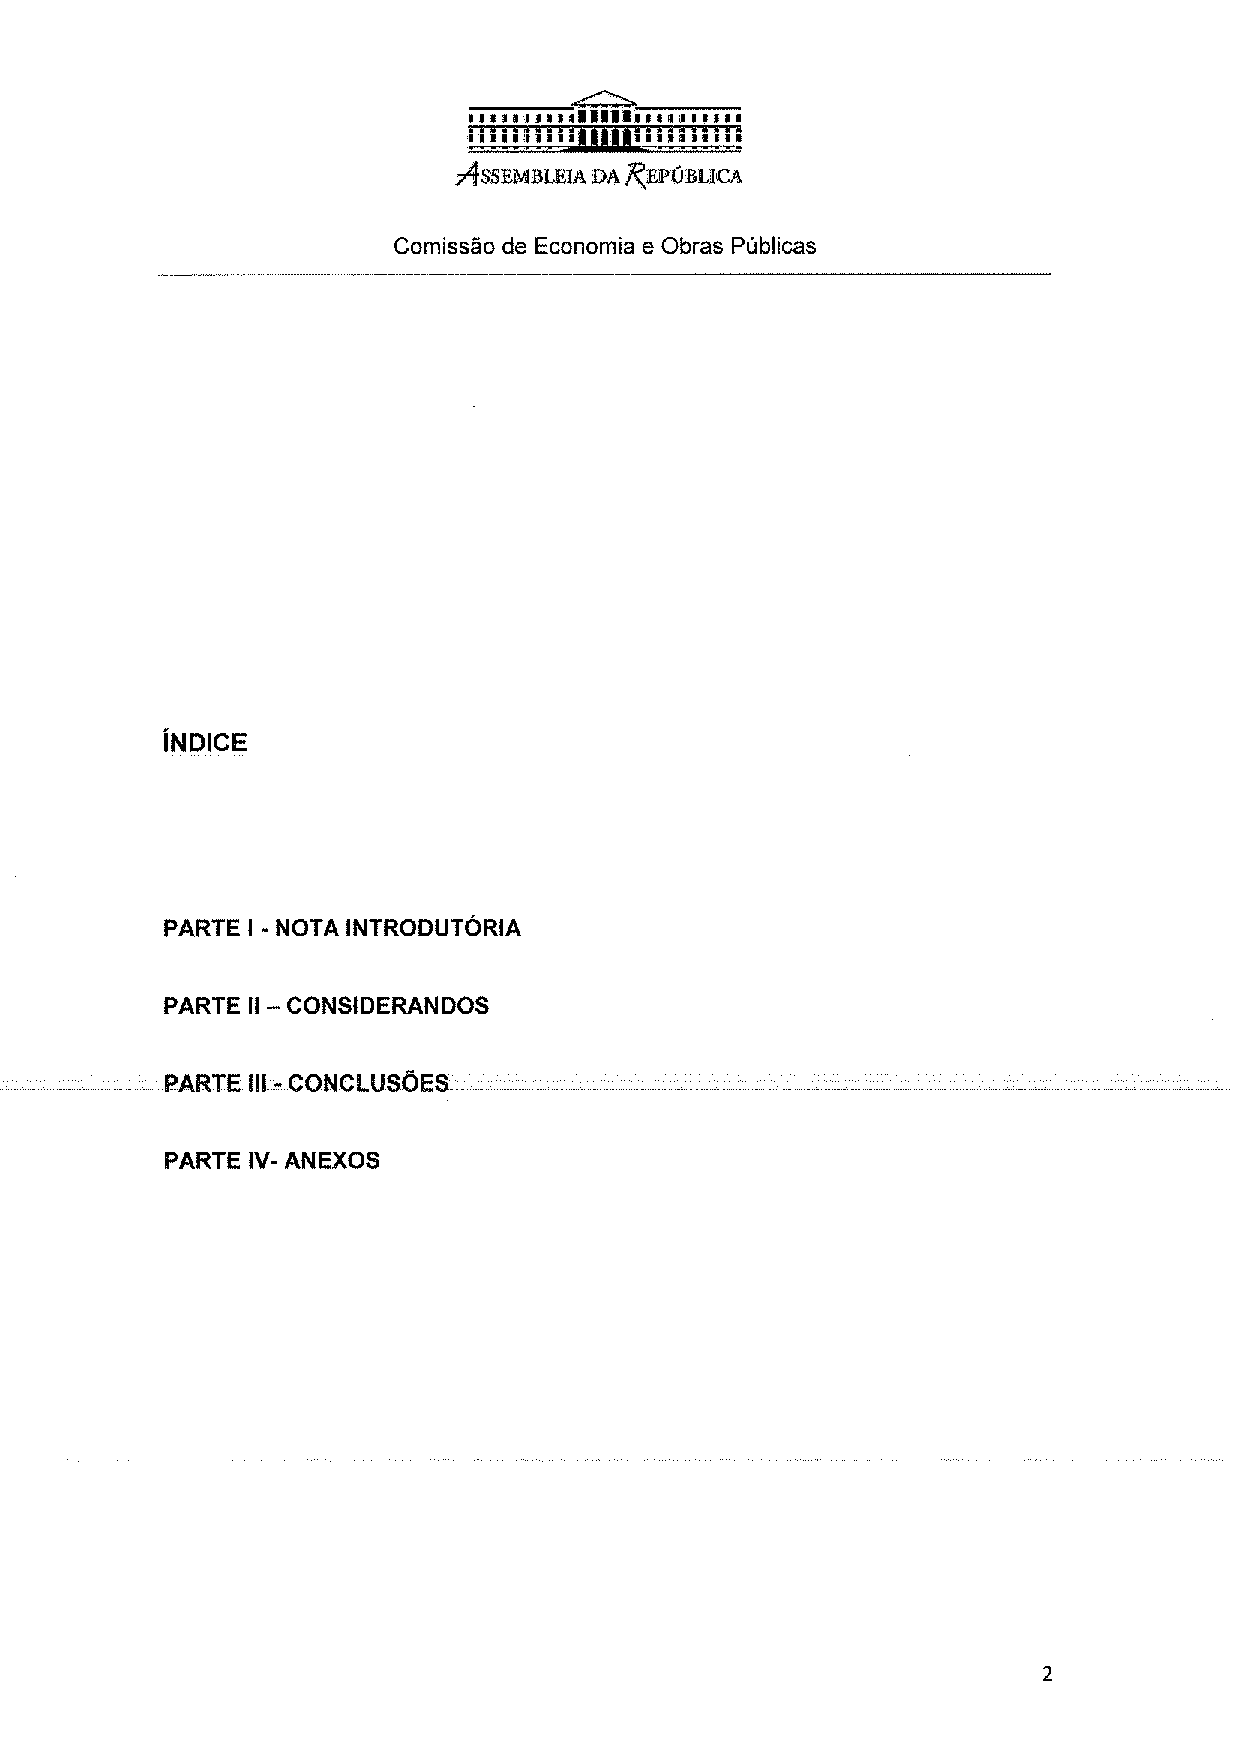 ASSEMBLEIA DA REPÚBLICA
Comissão de Economia e Obras Públicas
ÍNDICE
PARTE I - NOTA INTRODUTÓRIA
PARTE II – CONSIDERANDOS
PARTE III - CONCLUSÕES
PARTE IV- ANEXOS
2